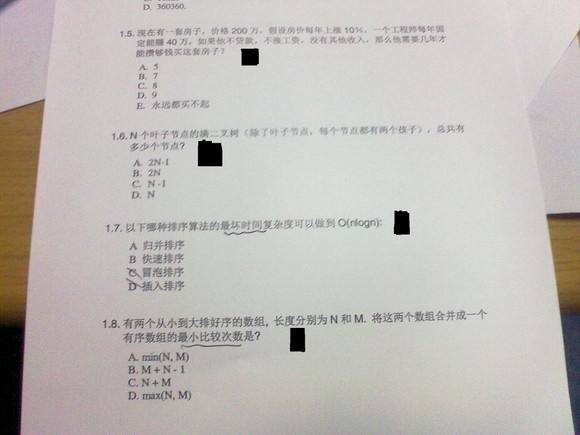 D. 360360.
1.5. 现在有一套房子，价格 200 万，假设房价每年上涨 10%，一个工程师每年固
定能赚 40 万，如果他不贷款，不涨工资，没有其他收入，那么他需要几年才
能攒够钱买这套房子？
A. 5
B. 7
C. 8
D. 9
E. 永远都买不起
1.6. N 个叶子节点的满二叉树（除了叶子节点，每个节点都有两个孩子），总共有
多少个节点?
A. 2N-1
B. 2N
C. N -1
D. N
1.7. 以下哪种排序算法的最坏时间复杂度可以做到 O(nlogn):
A 归并排序
B 快速排序
C 冒泡排序
D 插入排序
1.8. 有两个从小到大排好序的数组, 长度分别为 N 和 M. 将这两个数组合并成一个
有序数组的最小比较次数是?
A. min(N, M)
B. M + N - 1
C. N + M
D. max(N, M)